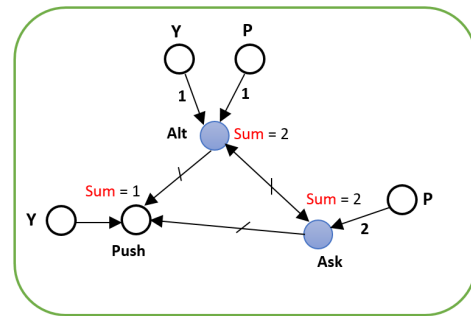 Y
P
1
1
Alt
Sum = 2
Sum = 1
Sum = 2
Y
P
2
Push
Ask